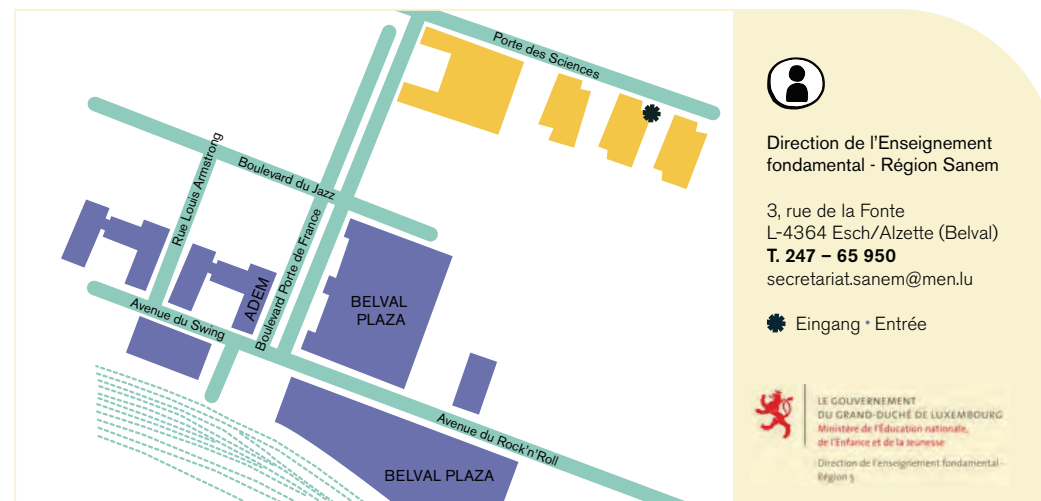 Porte des Sciences
Boulevard du Jazz
Rue Louis Armstrong
Boulevard Porte de France
ADEM
BELVAL
PLAZA
Avenue du Swing
Avenue du Rock'n'Roll
BELVAL PLAZA
Direction de l'Enseignement
fondamental - Région Sanem
3, rue de la Fonte
L-4364 Esch/Alzette (Belval)
T. 247 – 65 950
secretariat.sanem@men.lu
Eingang • Entrée
LE GOUVERNEMENT
DU GRAND-DUCHÉ DE LUXEMBOURG
Ministère de l'Éducation nationale,
de l'Enfance et de la Jeunesse
Direction de l'enseignement fondamental -
Région 5